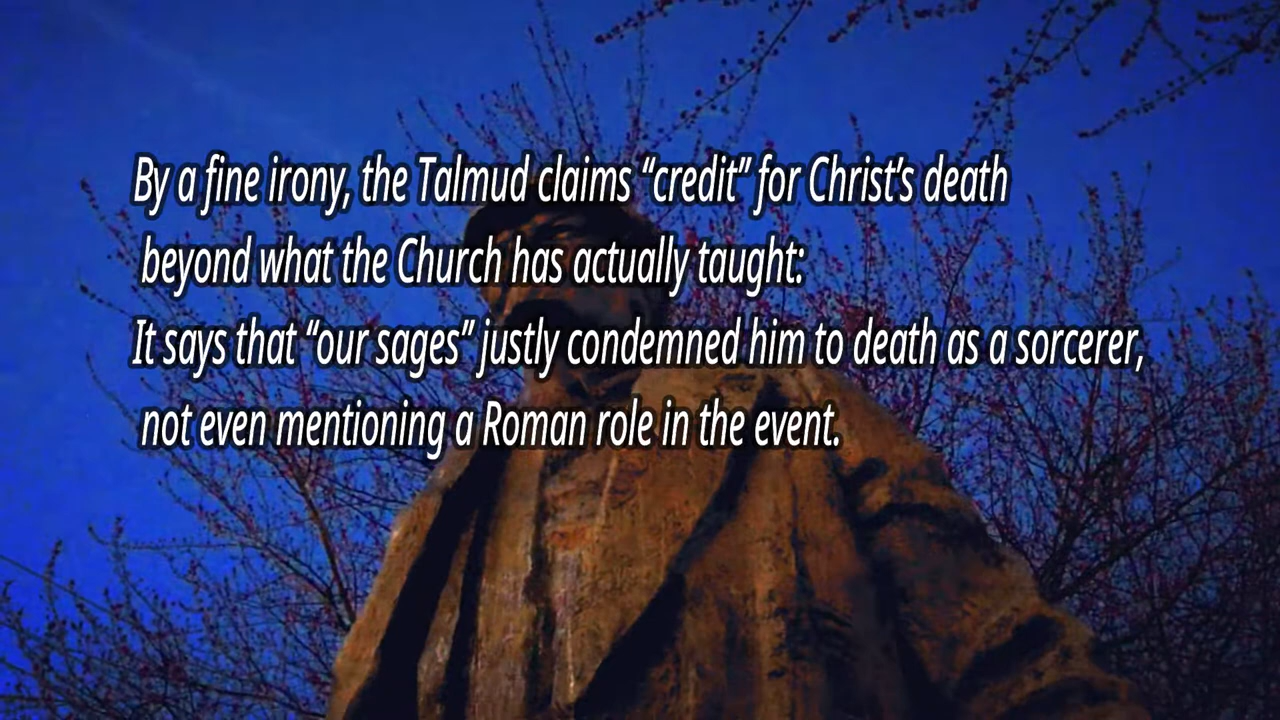 By a fine irony, the Talmud claims “credit” for Christ’s death
beyond what the Church has actually taught:
It says that “our sages” justly condemned him to death as a sorcerer,
not even mentioning a Roman role in the event.